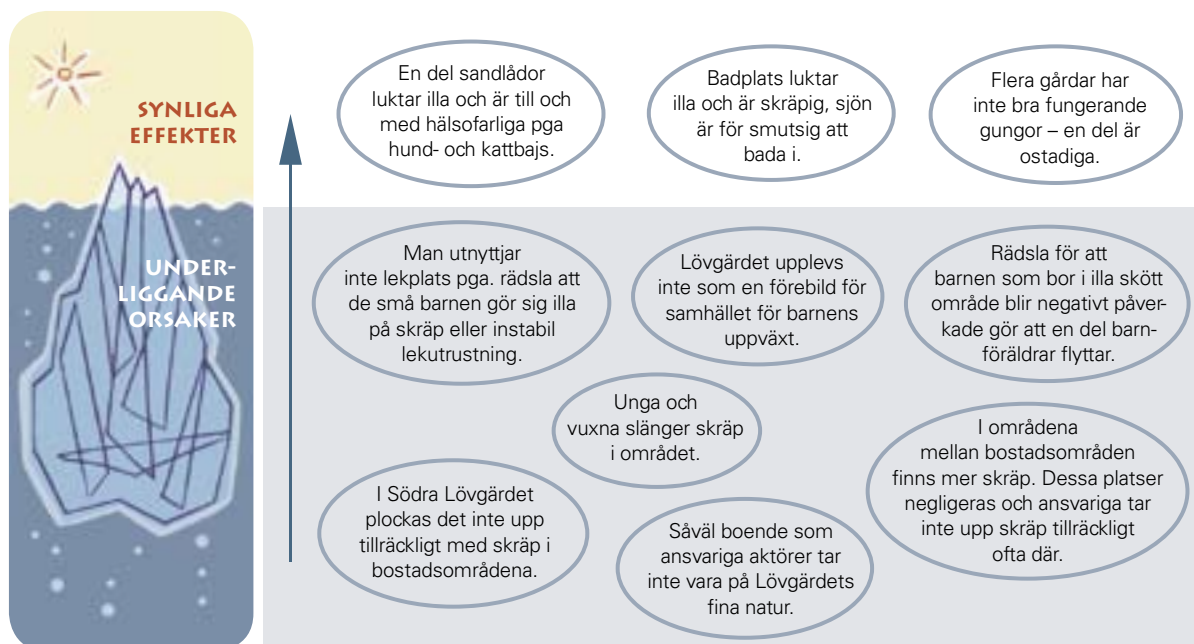 SYNLIGA
EFFEKTER
En del sandlådor
luktar illa och är till och
med hälsofarliga pga
hund- och kattbajs.
Badplats luktar
illa och är skräpig, sjön
är för smutsig att
bada i.
Flera gårdar har
inte bra fungerande
gungor – en del är
ostadiga.
UNDER-
LIGGANDE
ORSAKER
Man utnyttjar
inte lekplats pga. rädsla att
de små barnen gör sig illa
på skräp eller instabil
lekutrustning.
Lövgärdet upplevs
inte som en förebild för
samhället för barnens
uppväxt.
Rädsla för att
barnen som bor i illa skött
område blir negativt påver-
kade gör att en del barn-
föräldrar flyttar.
Unga och
vuxna slänger skräp
i området.
I Södra Lövgärdet
plockas det inte upp
tillräckligt med skräp i
bostadsområdena.
Såväl boende som
ansvariga aktörer tar
inte vara på Lövgärdets
fina natur.
I områdena
mellan bostadsområden
finns mer skräp. Dessa platser
negligeras och ansvariga tar
inte upp skräp tillräckligt
ofta där.